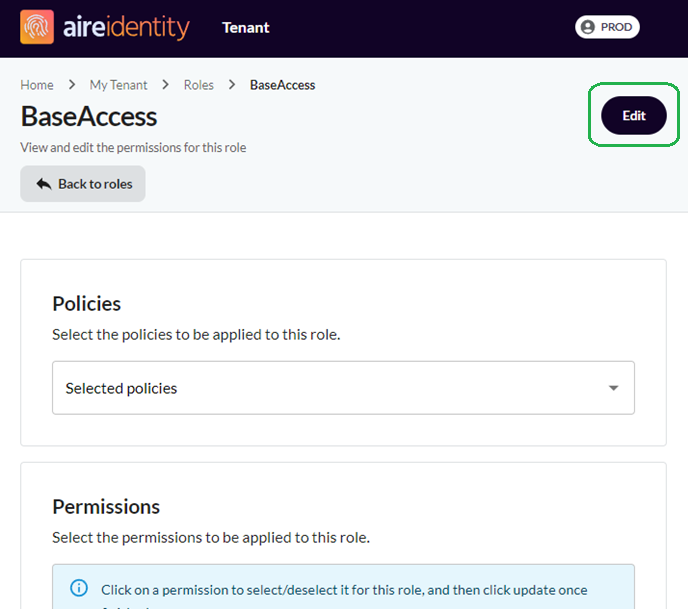 aireidentity Tenant PROD
Home > My Tenant > Roles > BaseAccess
BaseAccess
Edit
View and edit the permissions for this role
Back to roles
Policies
Select the policies to be applied to this role.
Selected policies
Permissions
Select the permissions to be applied to this role.
Click on a permission to select/deselect it for this role, and then click update once